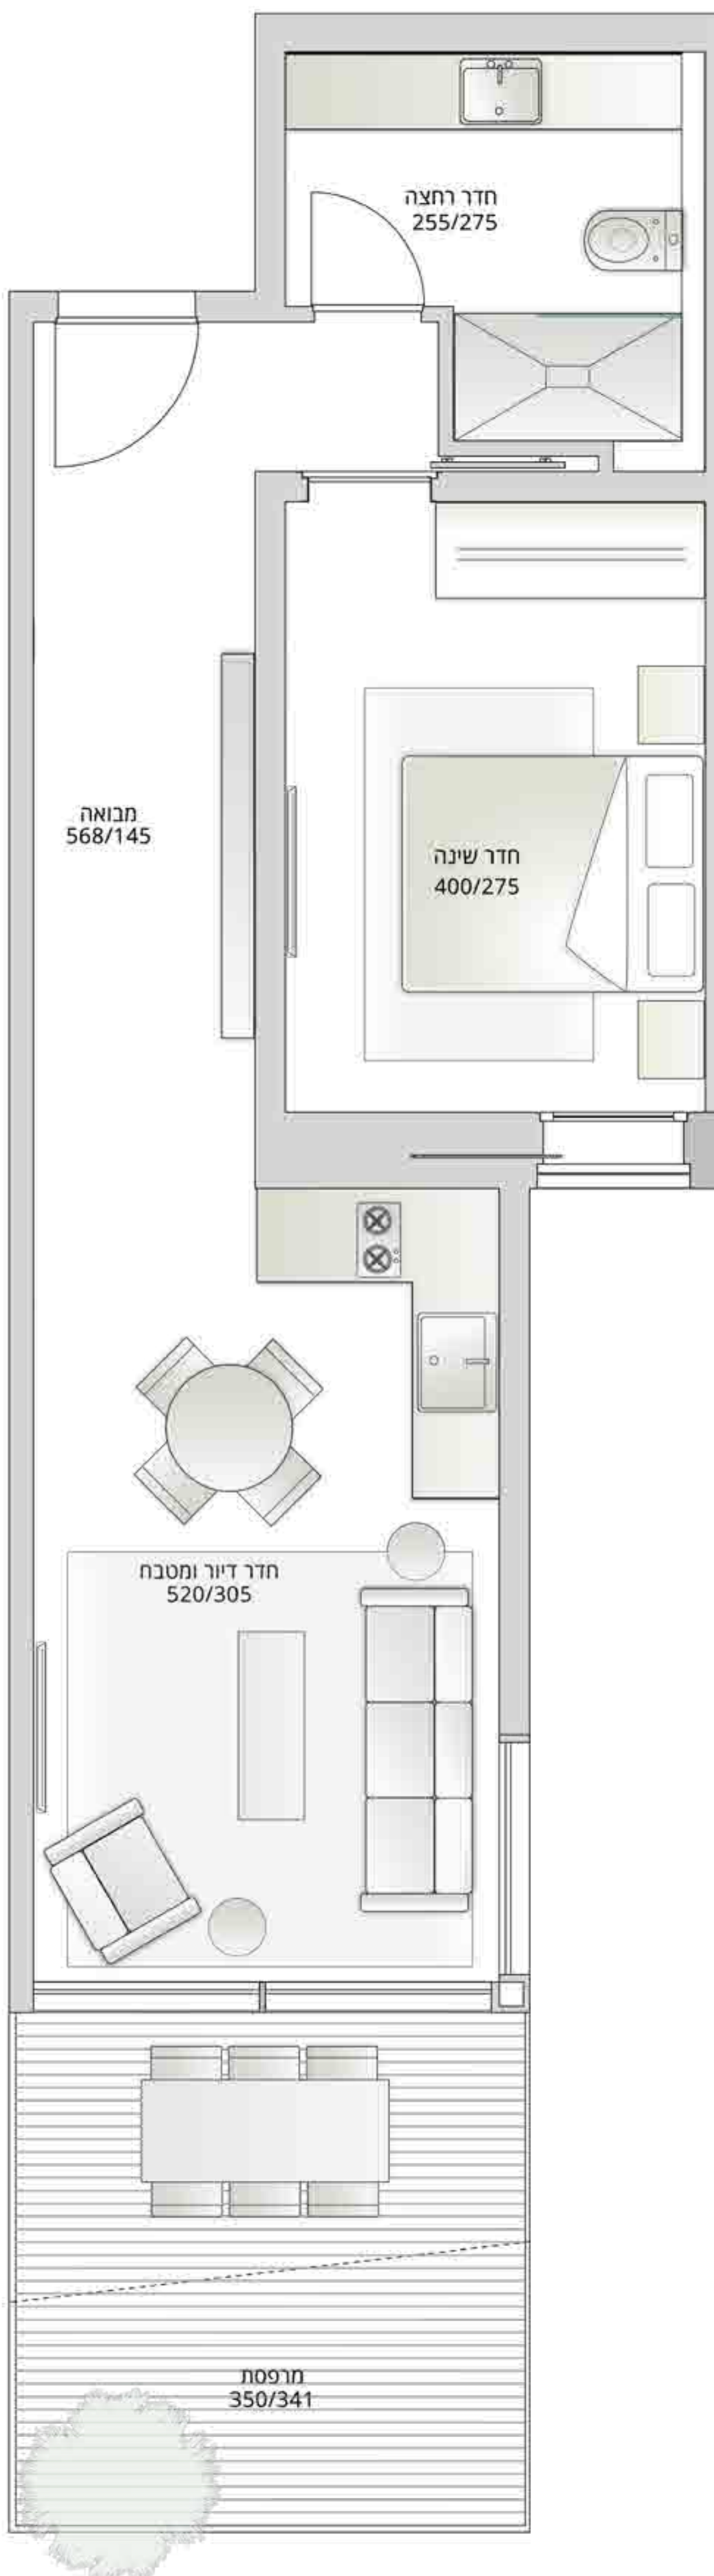 חדר רחצה
255/275
מבואה
568/145
חדר שינה
400/275
חדר דיור ומטבח
520/305
מרפסת
350/341